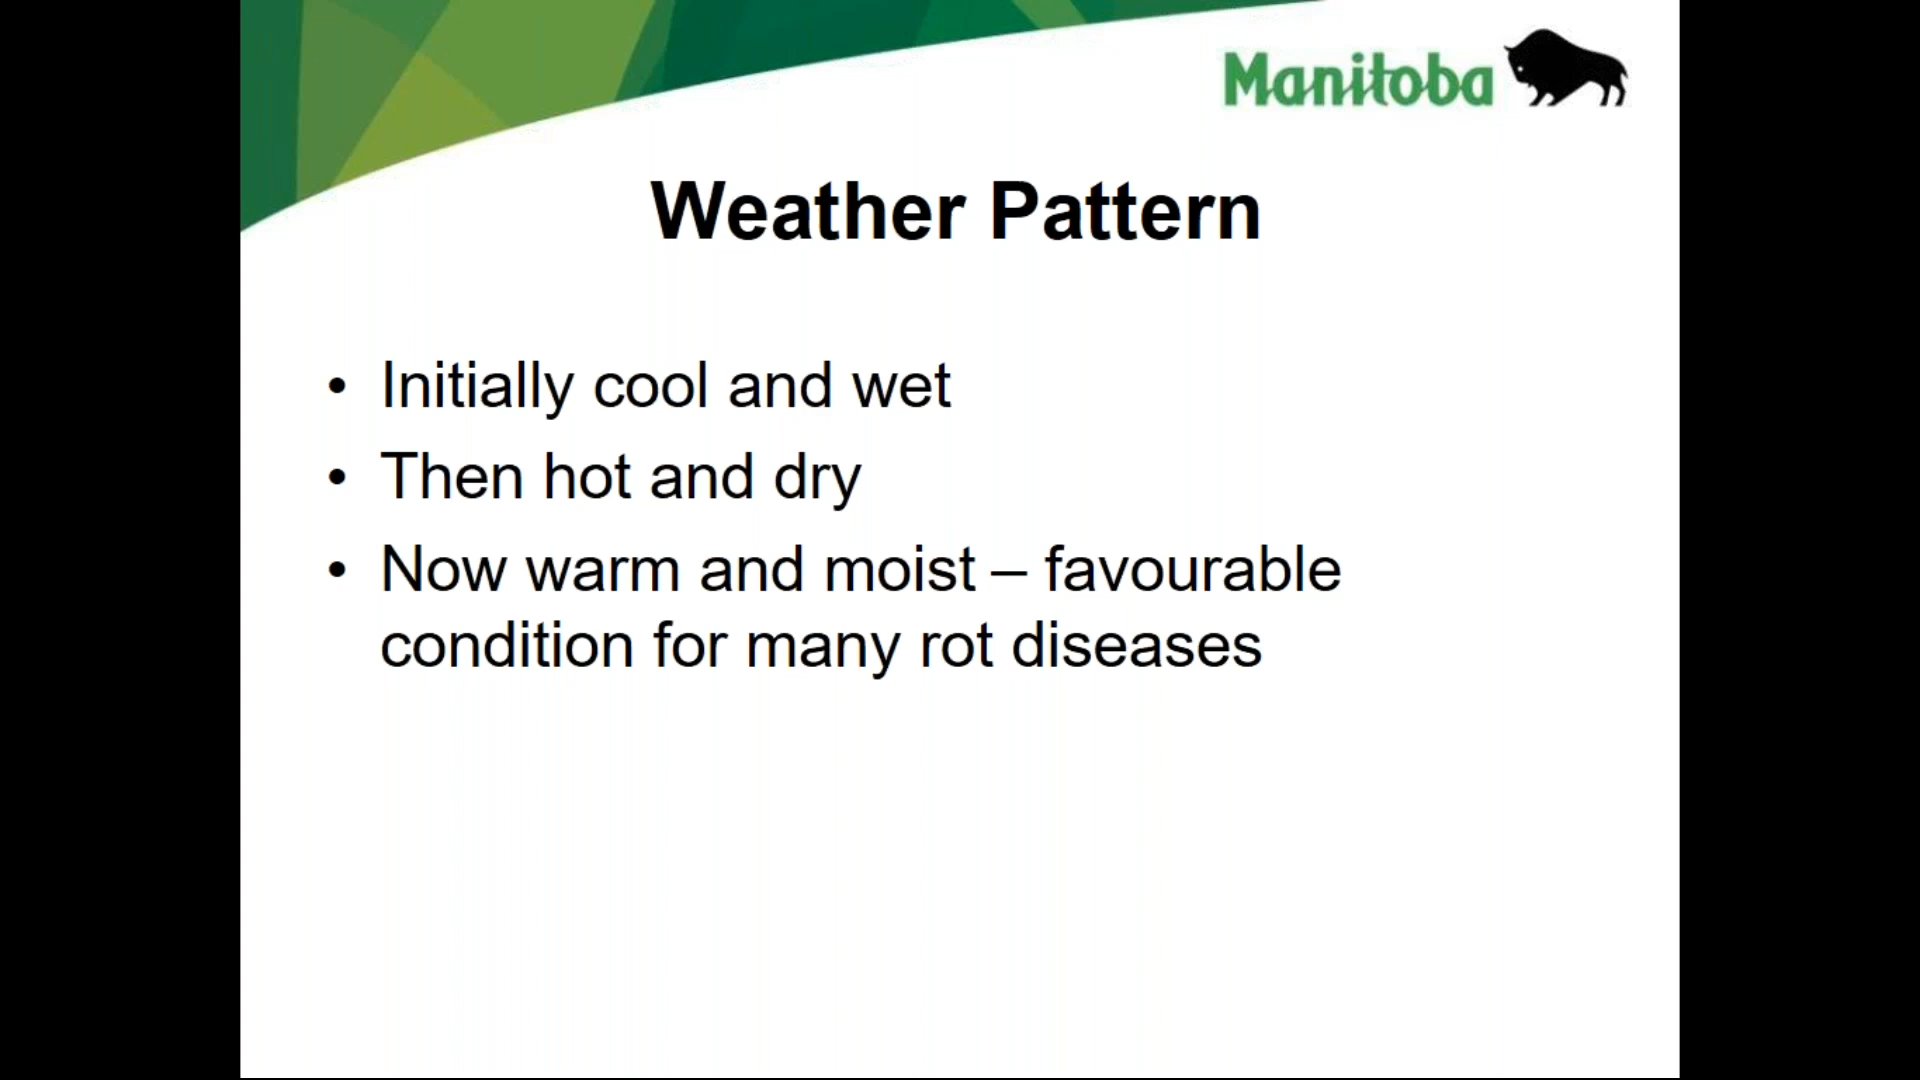 Manitoba
Weather Pattern
• Initially cool and wet
• Then hot and dry
• Now warm and moist – favourable
condition for many rot diseases